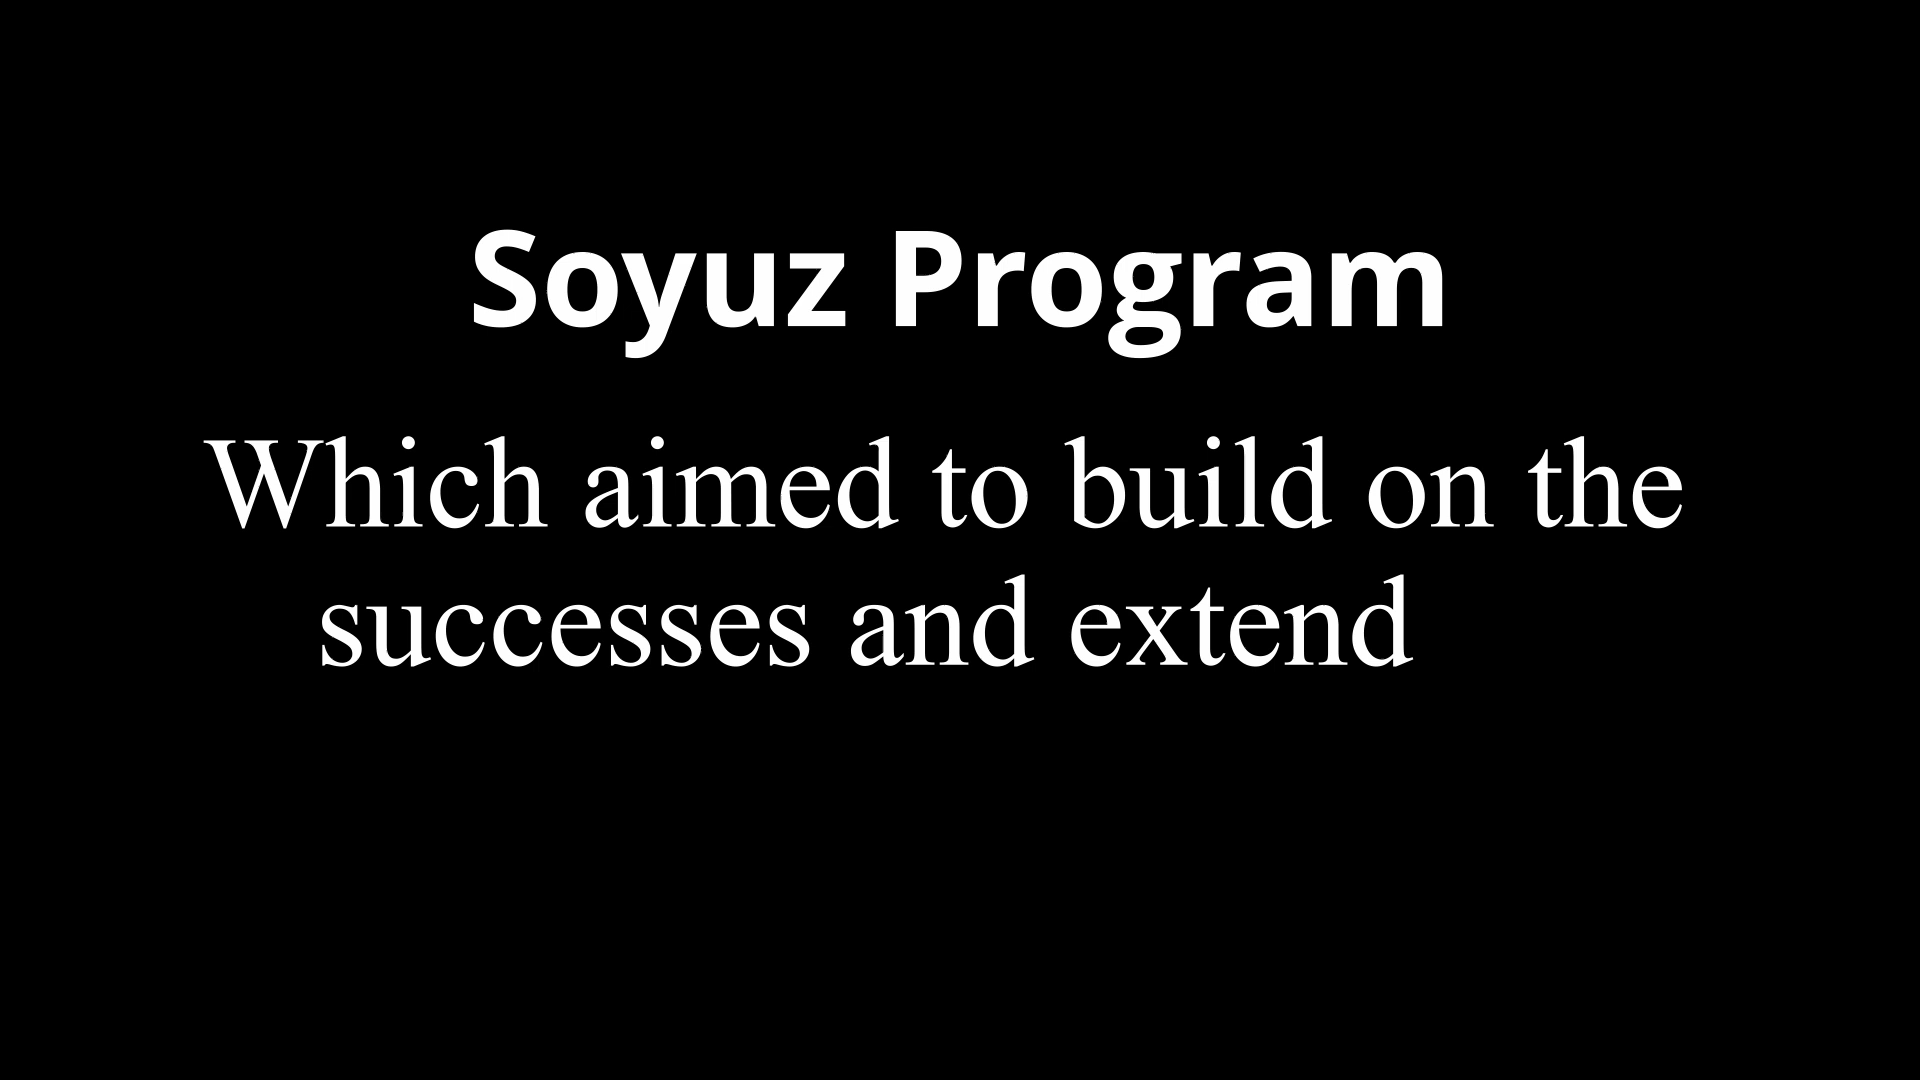 Soyuz Program
Which aimed to build on the
successes and extend